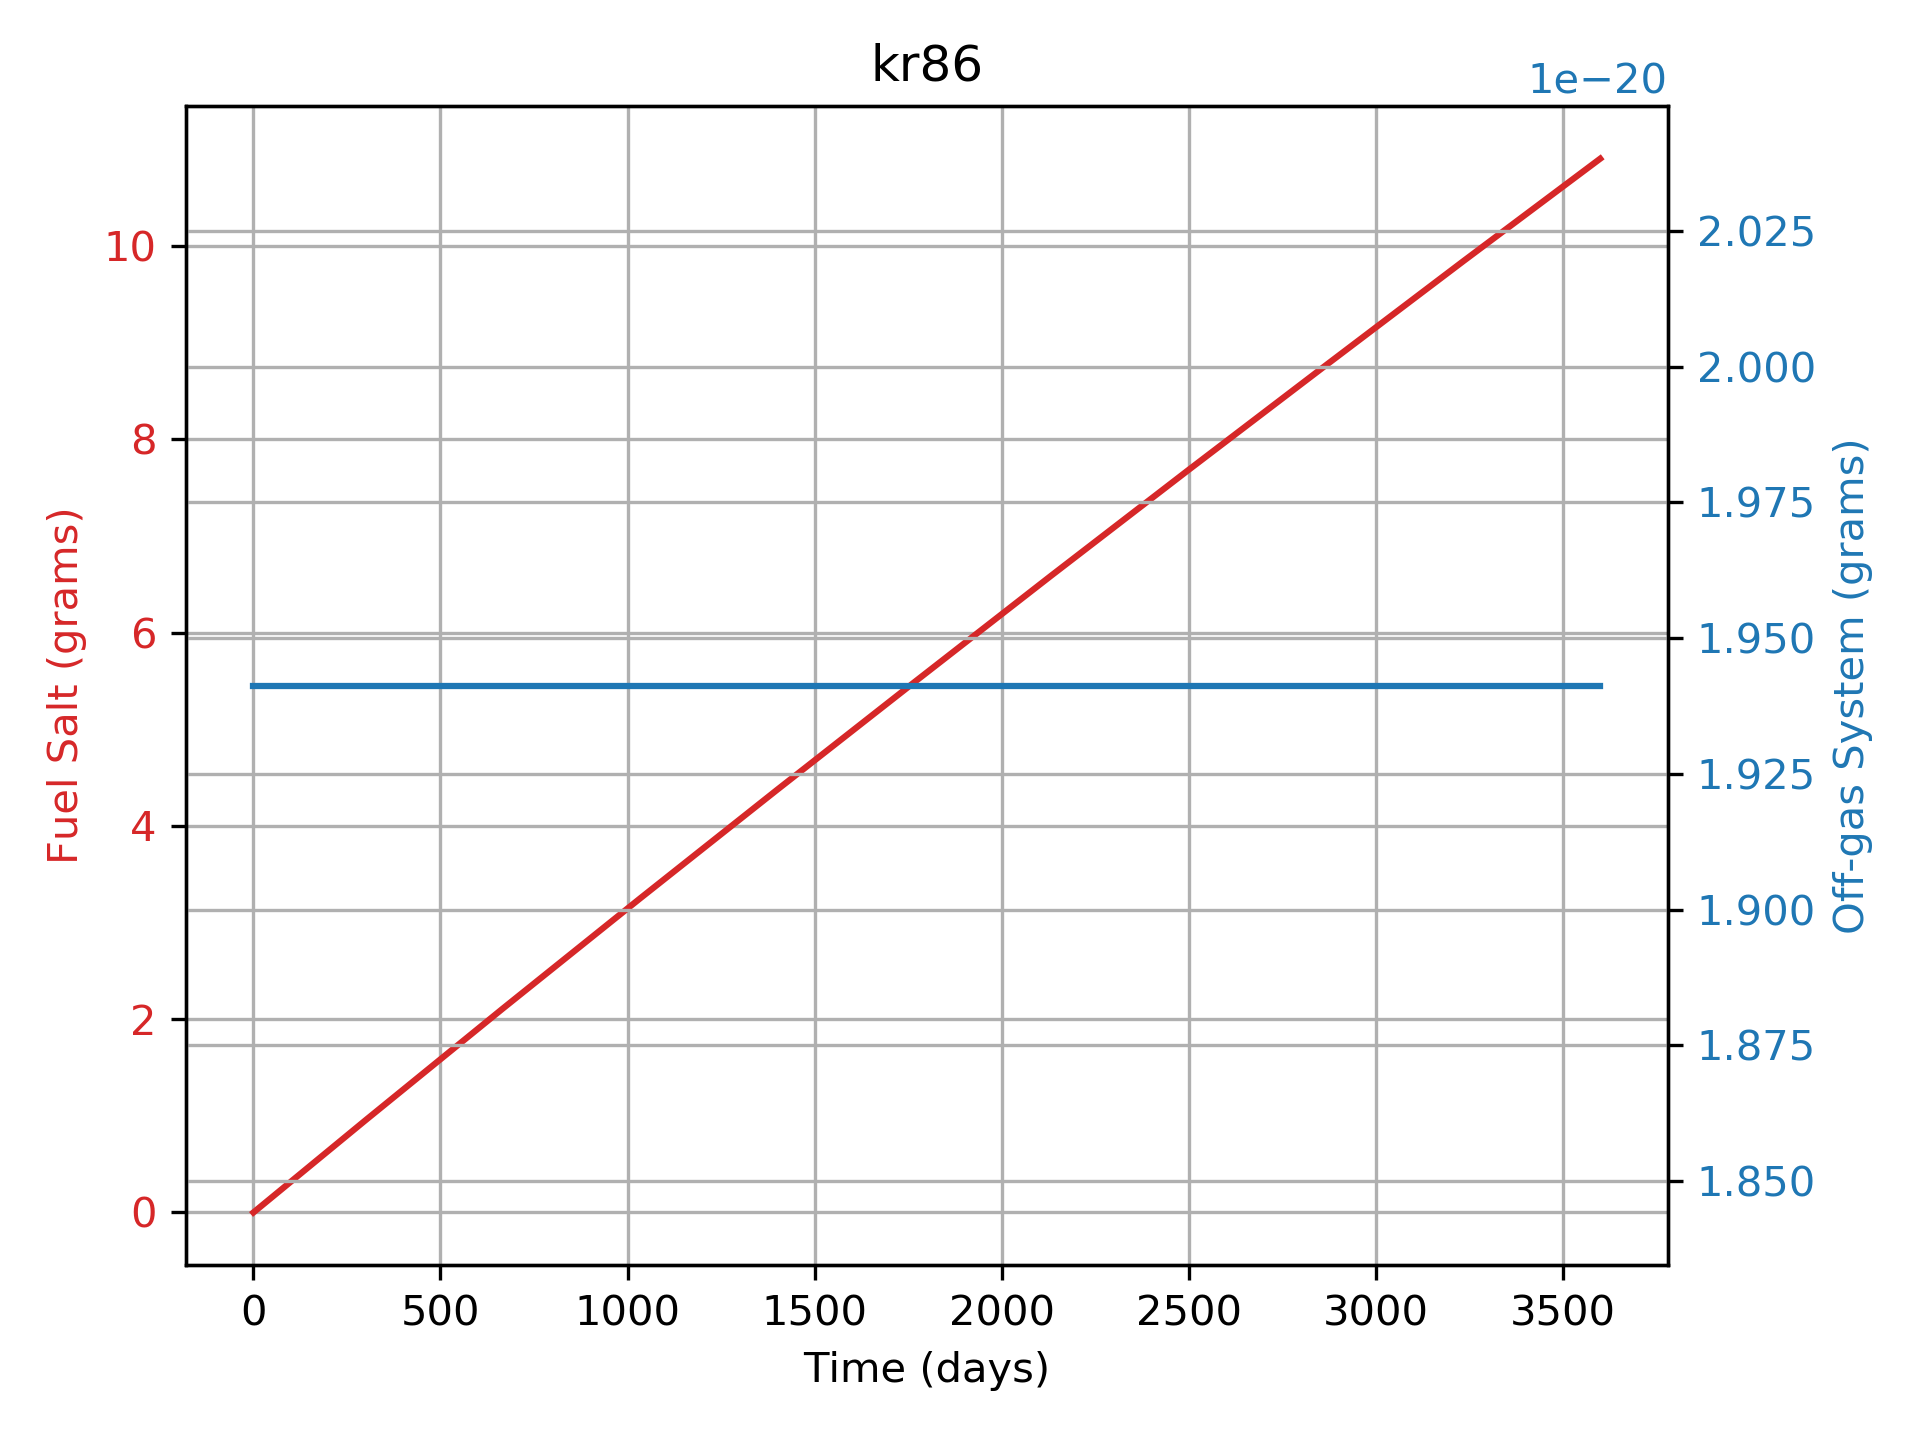 kr86
1e−20
Fuel Salt (grams)
10
8
6
4
2
0
2.025
2.000
1.975
1.950
1.925
1.900
1.875
1.850
Off-gas System (grams)
0 500 1000 1500 2000 2500 3000 3500
Time (days)